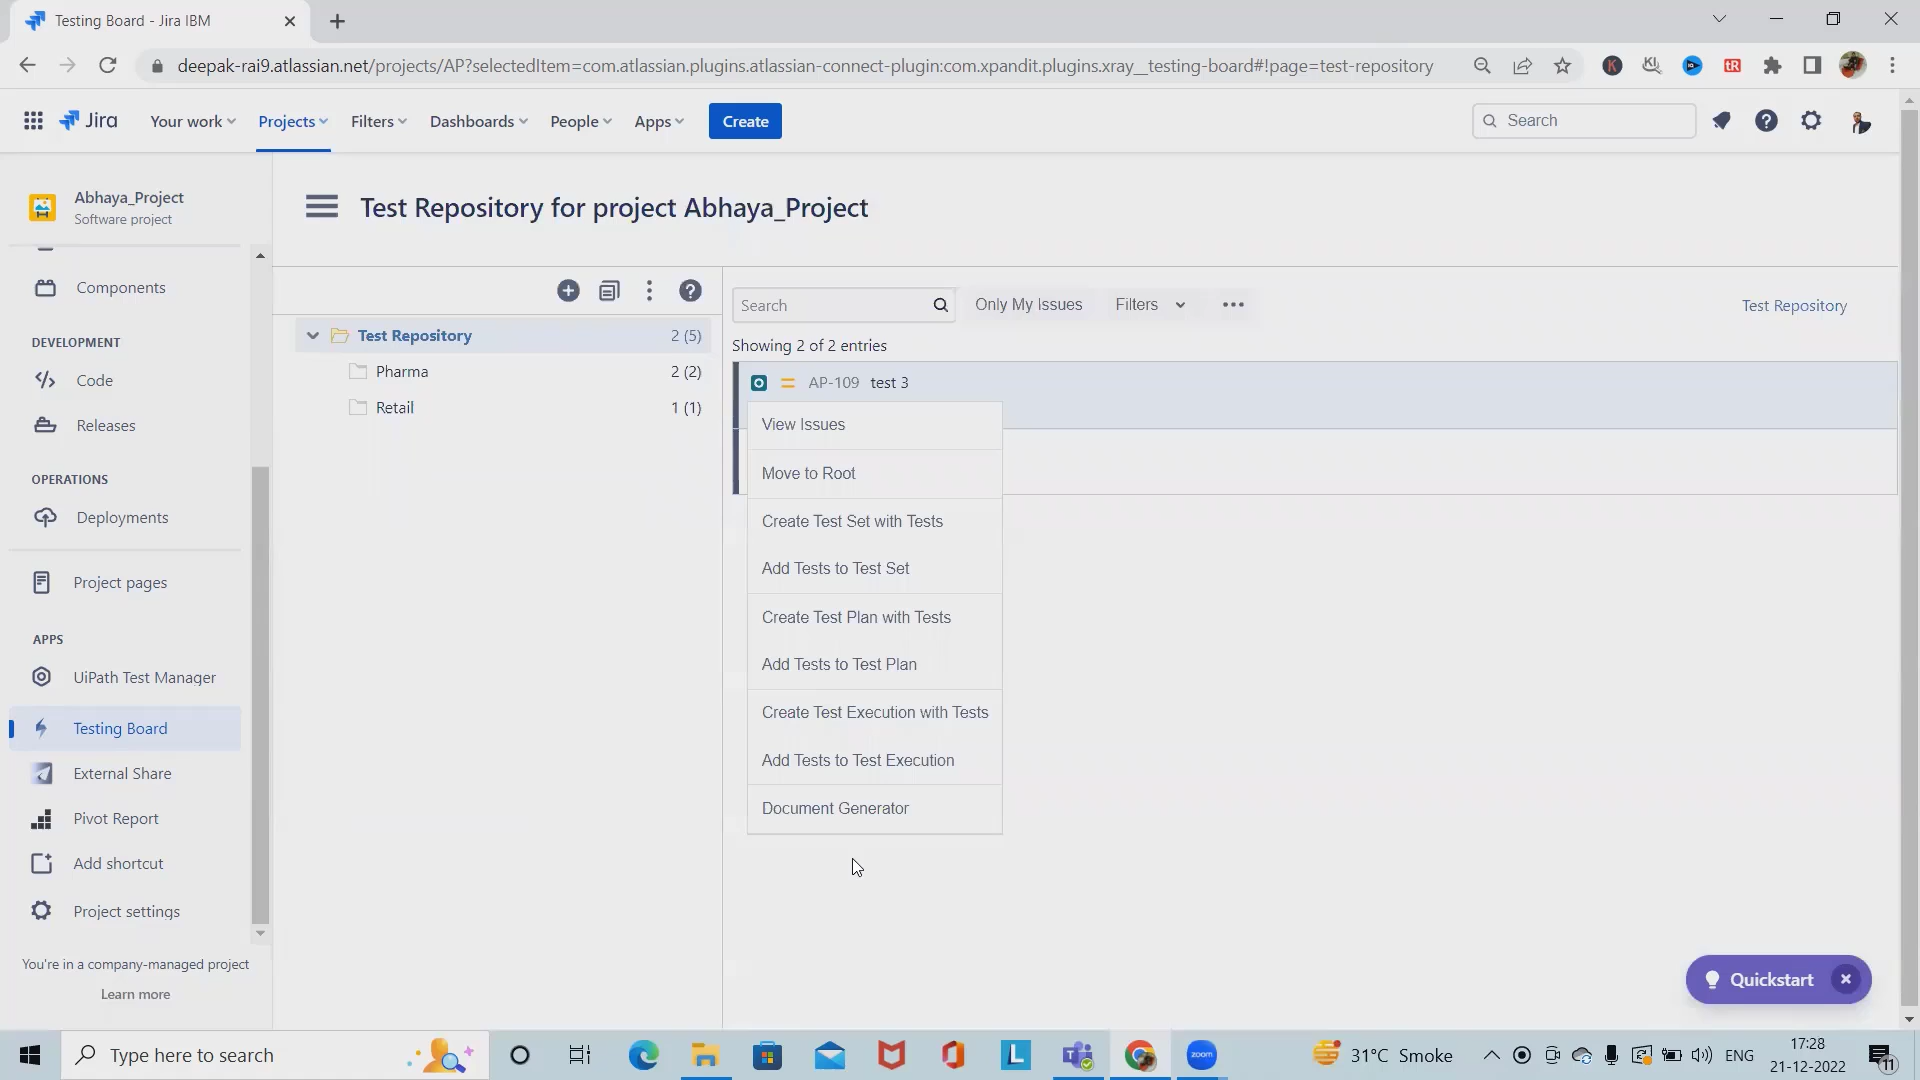 Testing Board - Jira IBM
deepak-rai9.atlassian.net/projects/AP?selectedItem=com.atlassian.plugins.atlassian-connect-plugin:com.xpandit.plugins.xray__testing-board#!page=test-repository
Jira Your work Projects Filters Dashboards People Apps Create Search
Abhaya_Project
Software project
Components
DEVELOPMENT
Code
Releases
OPERATIONS
Deployments
Project pages
APPS
UiPath Test Manager
Testing Board
External Share
Pivot Report
Add shortcut
Project settings
You're in a company-managed project
Learn more
Test Repository for project Abhaya_Project
Test Repository 2 (5)
Pharma 2 (2)
Retail 1 (1)
Search Only My Issues Filters Test Repository
Showing 2 of 2 entries
AP-109 test 3
View Issues
Move to Root
Create Test Set with Tests
Add Tests to Test Set
Create Test Plan with Tests
Add Tests to Test Plan
Create Test Execution with Tests
Add Tests to Test Execution
Document Generator
Quickstart
Type here to search
zoom
31°C Smoke
ENG
17:28
21-12-2022
11